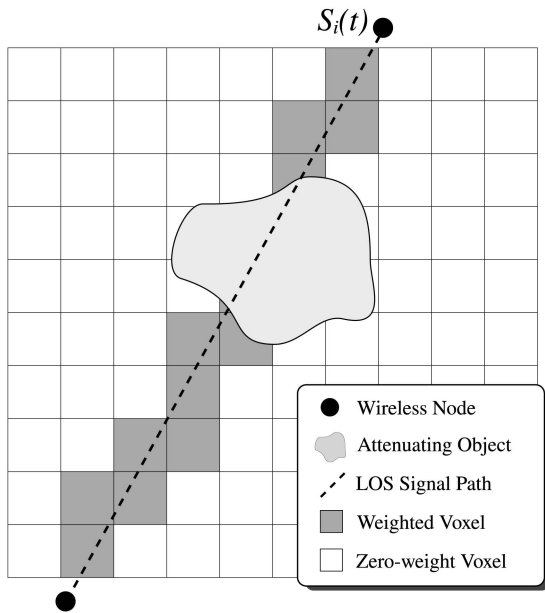 Si(t)
Wireless Node
Attenuating Object
LOS Signal Path
Weighted Voxel
Zero-weight Voxel